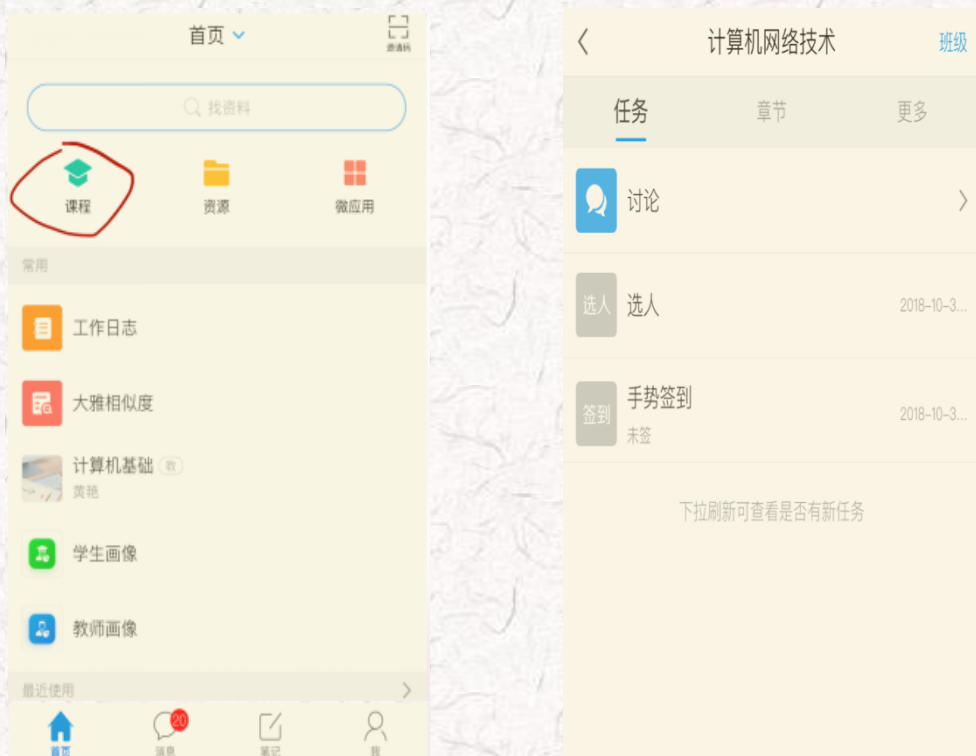 首页
邀请码
找资料
课程
资源
微应用
常用
工作日志
大雅相似度
计算机基础 教
黄艳
学生画像
教师画像
最近使用
20
首页
消息
笔记
我
计算机网络技术
班级
任务
章节
更多
讨论
选人 选人 2018-10-3...
手势签到
签到 2018-10-3...
未签
下拉刷新可查看是否有新任务